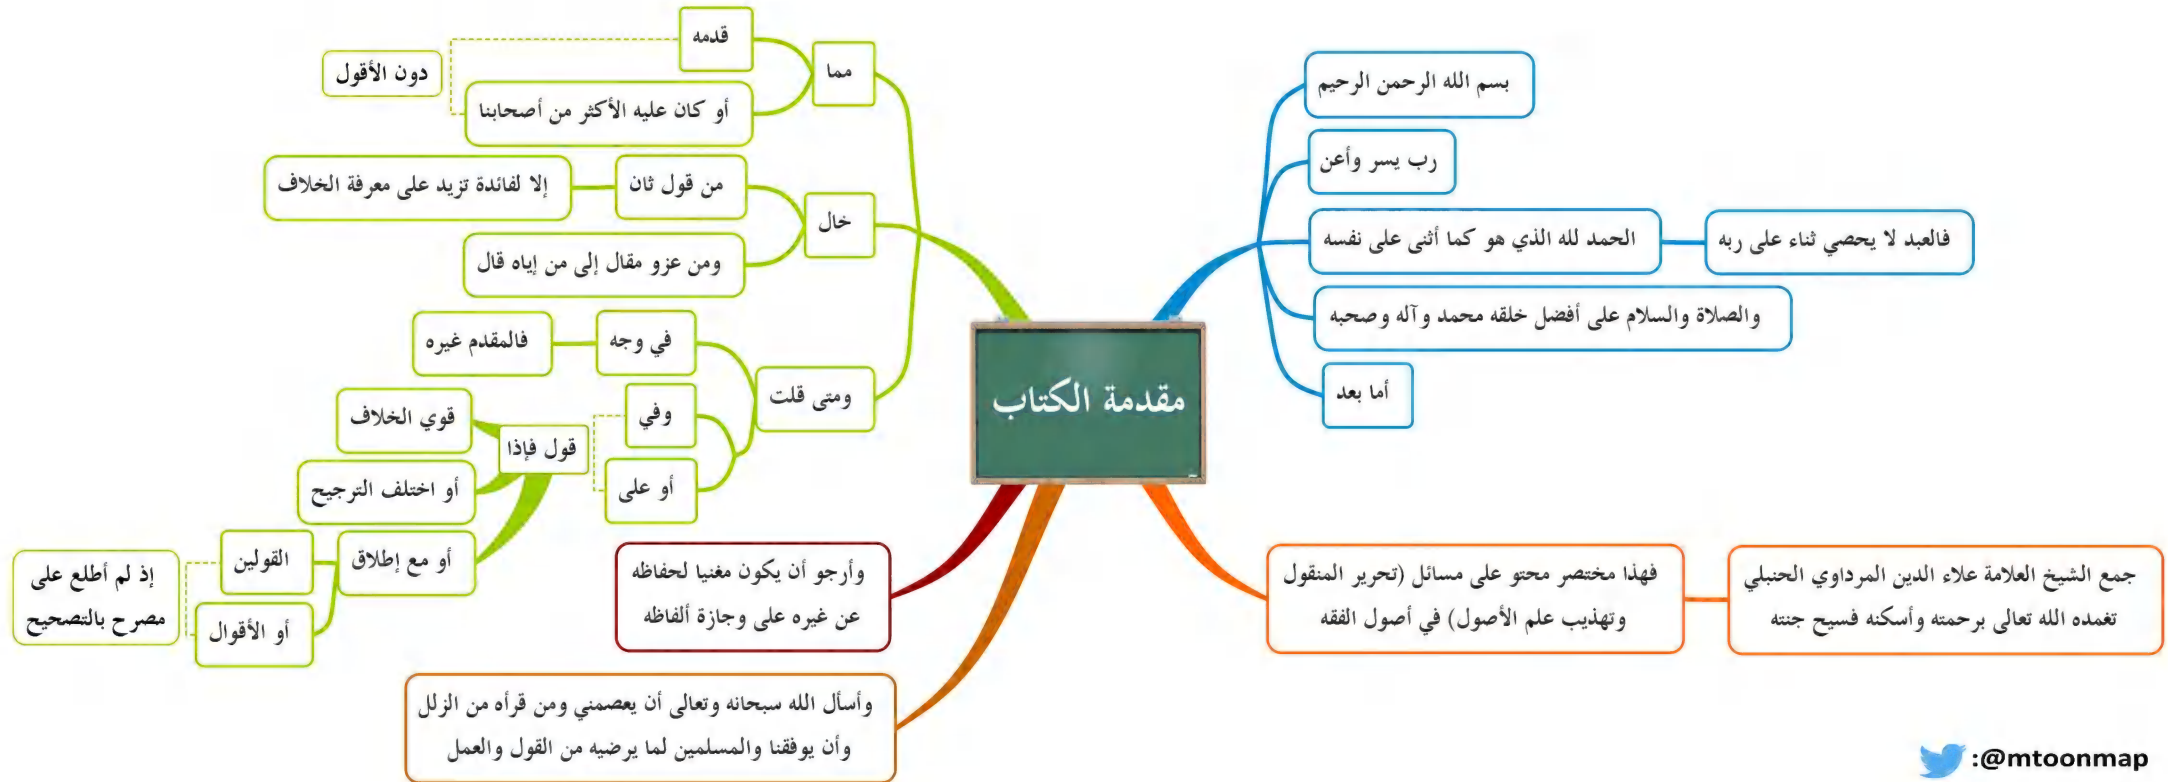 مقدمة الكتاب
بسم الله الرحمن الرحيم
رب يسر وأعن
الحمد لله الذي هو كما أثنى على نفسه
فالعبد لا يحصي ثناء على ربه
والصلاة والسلام على أفضل خلقه محمد وآله وصحبه
أما بعد
فهذا مختصر محتو على مسائل (تحرير المنقول
وتهذيب علم الأصول) في أصول الفقه
جمع الشيخ العلامة علاء الدين المرداوي الحنبلي
تغمده الله تعالى برحمته وأسكنه فسيح جنته
مما
قدمه
أو كان عليه الأكثر من أصحابنا
دون الأقول
خال
من قول ثان
إلا لفائدة تزيد على معرفة الخلاف
ومن عزو مقال إلى من إياه قال
ومتى قلت
في وجه
فالمقدم غيره
وفي
أو على
قول فإذا
قوي الخلاف
أو اختلف الترجيح
أو مع إطلاق
القولين
أو الأقوال
إذ لم أطلع على
مصرح بالتصحيح
وأرجو أن يكون مغنيا لحفاظه
عن غيره على وجازة ألفاظه
وأسأل الله سبحانه وتعالى أن يعصمني ومن قرأه من الزلل
وأن يوفقنا والمسلمين لما يرضيه من القول والعمل
:@mtoonmap